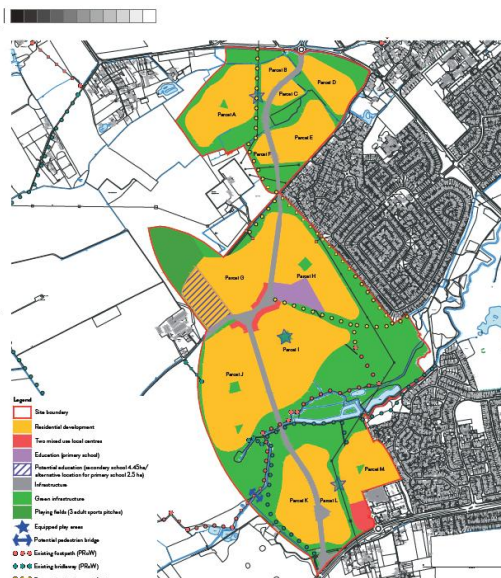 Parcel B
Parcel D
Parcel C
Parcel A
Parcel E
Parcel F
Parcel G
Parcel H
Parcel I
Parcel J
Parcel M
Parcel K
Parcel L
Legend
Site boundary
Residential development
Two mixed use local centres
Education (primary school)
Potential education (secondary school 4.45ha/
alternative location for primary school 2.5 ha)
Infrastructure
Green infrastructure
Playing fields (3 adult sports pitches)
Equipped play areas
Potential pedestrian bridge
Existing footpath (PRoW)
Existing bridleway (PRoW)